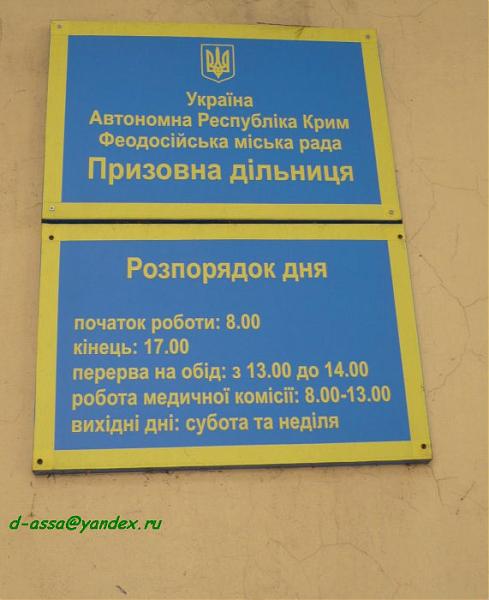 Україна
Автономна Республіка Крим
Феодосійська міська рада
Призовна дільниця
Розпорядок дня
початок роботи: 8.00
кінець: 17.00
перерва на обід: з 13.00 до 14.00
робота медичної комісії: 8.00-13.00
вихідні дні: субота та неділя
d-assa@yandex.ru